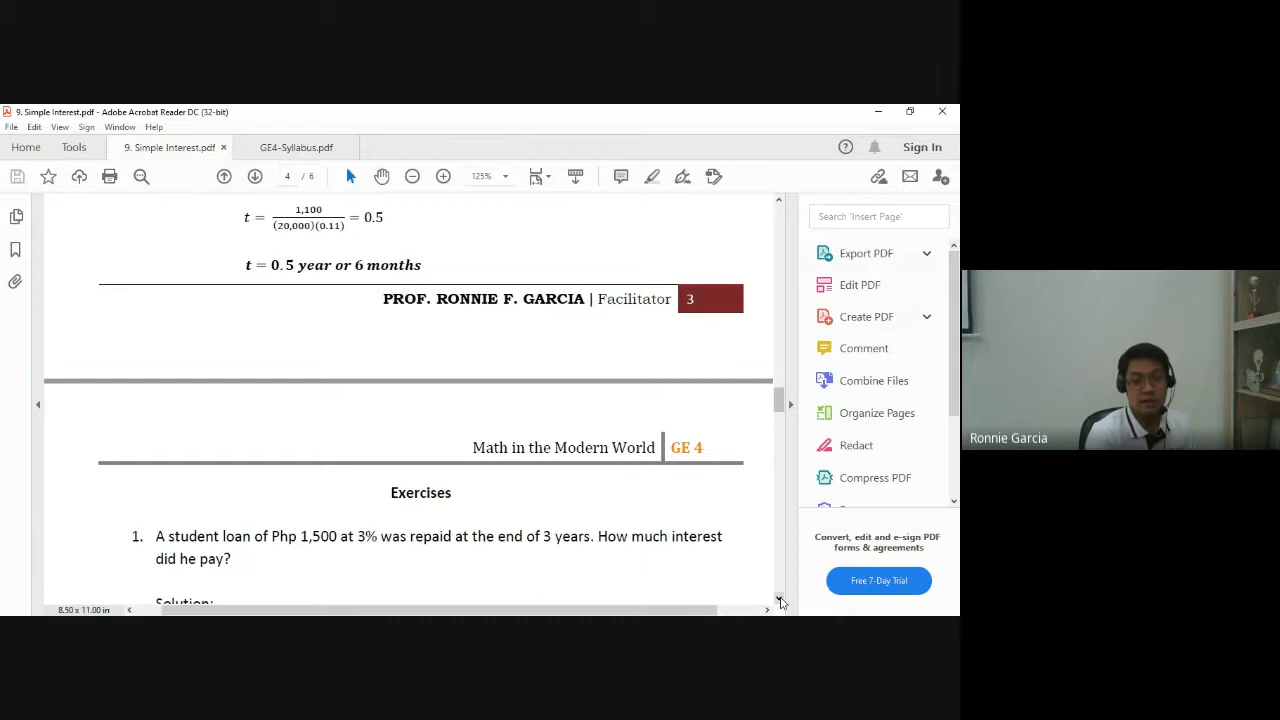 9. Simple Interest.pdf - Adobe Acrobat Reader DC (32-bit)
File Edit View Sign Window Help
Home Tools 9. Simple Interest.pdf × GE4-Syllabus.pdf Sign In
4 / 6 125%
t = 1,100 / (20,000)(0.11) = 0.5
t = 0.5 year or 6 months
PROF. RONNIE F. GARCIA | Facilitator 3
Math in the Modern World GE 4
Exercises
1. A student loan of Php 1,500 at 3% was repaid at the end of 3 years. How much interest
did he pay?
Solution:
8.50 x 11.00 in
Search 'Insert Page'
Export PDF
Edit PDF
Create PDF
Comment
Combine Files
Organize Pages
Redact
Compress PDF
Convert, edit and e-sign PDF
forms & agreements
Free 7-Day Trial
Ronnie Garcia